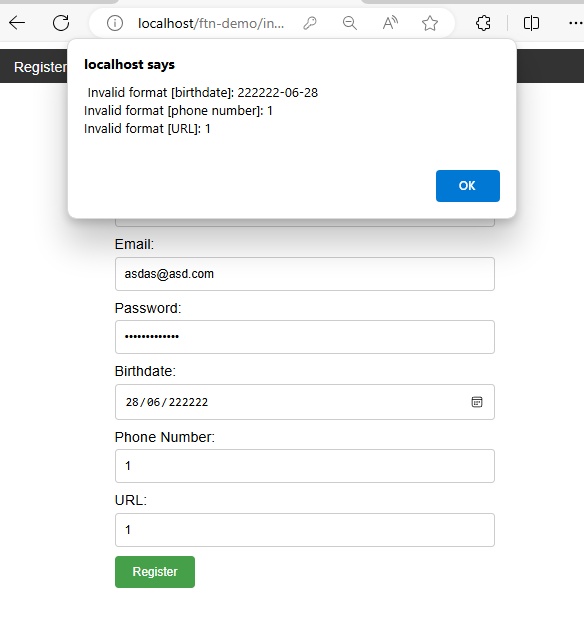 localhost/ftn-demo/in...
Register
localhost says
Invalid format [birthdate]: 222222-06-28
Invalid format [phone number]: 1
Invalid format [URL]: 1
OK
Email:
asdas@asd.com
Password:
•••••••••••••
Birthdate:
28/06/222222
Phone Number:
1
URL:
1
Register